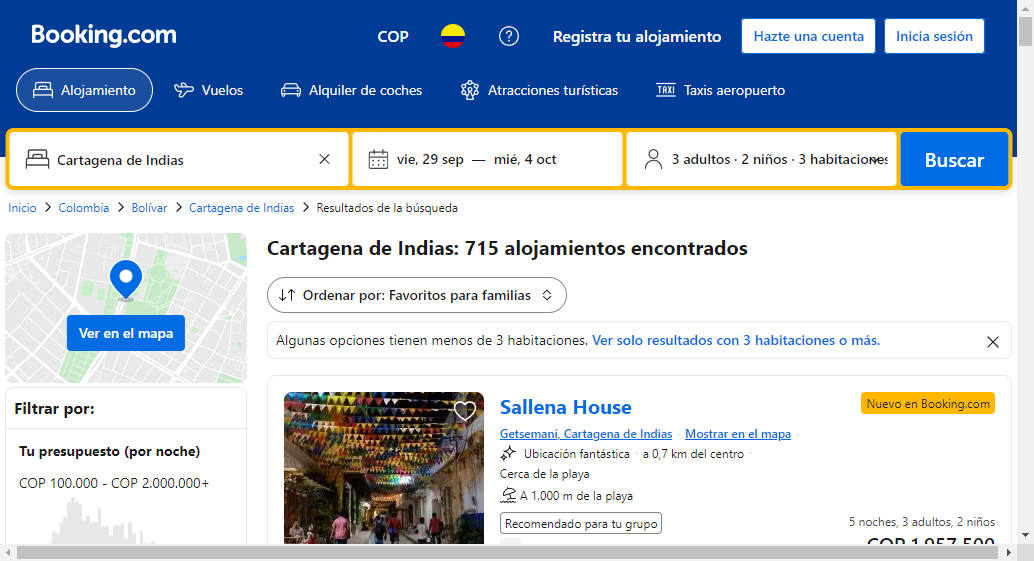 Booking.com
COP
Registra tu alojamiento
Hazte una cuenta
Inicia sesión
Alojamiento
Vuelos
Alquiler de coches
Atracciones turísticas
TAXI
Taxis aeropuerto
Cartagena de Indias
vie, 29 sep — mié, 4 oct
3 adultos · 2 niños · 3 habitaciones
Buscar
Inicio > Colombia > Bolívar > Cartagena de Indias > Resultados de la búsqueda
Ver en el mapa
Cartagena de Indias: 715 alojamientos encontrados
Ordenar por: Favoritos para familias
Algunas opciones tienen menos de 3 habitaciones. Ver solo resultados con 3 habitaciones o más.
Filtrar por:
Tu presupuesto (por noche)
COP 100.000 - COP 2.000.000+
Sallena House
Nuevo en Booking.com
Getsemaní, Cartagena de Indias · Mostrar en el mapa
Ubicación fantástica · a 0,7 km del centro
Cerca de la playa
A 1.000 m de la playa
Recomendado para tu grupo
5 noches, 3 adultos, 2 niños
COP 1.957.500